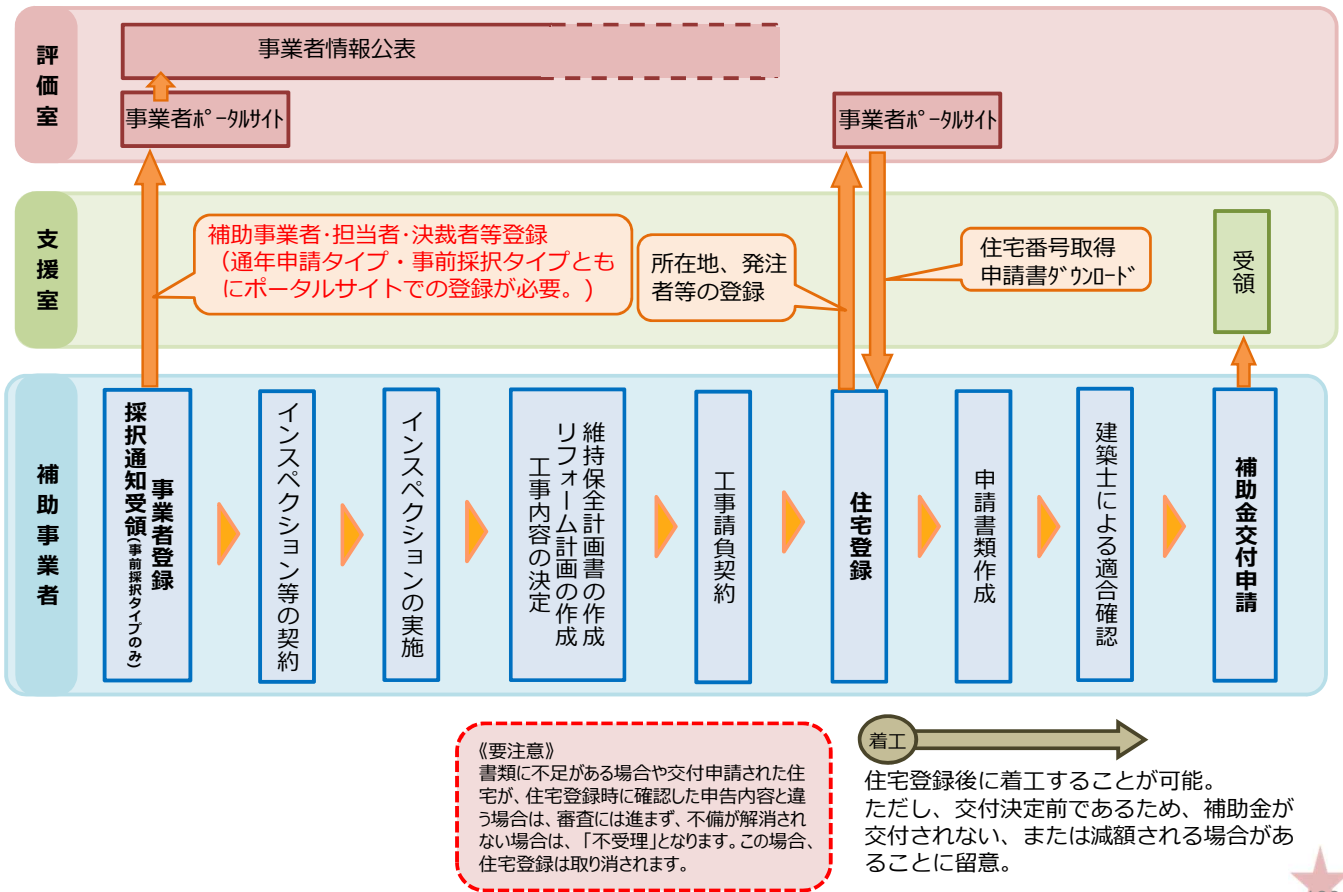 評価室
事業者情報公表
事業者ﾎﾟｰﾀﾙｻｲﾄ
事業者ﾎﾟｰﾀﾙｻｲﾄ
支援室
補助事業者･担当者･決裁者等登録
（通年申請タイプ・事前採択タイプとも
にポータルサイトでの登録が必要。)
所在地、発注
者等の登録
住宅番号取得
申請書ﾀﾞｳﾝﾛｰﾄﾞ
受領
補助事業者
事業者登録
採択通知受領(事前採択タイプのみ)
インスペクション等の契約
インスペクションの実施
維持保全計画書の作成
リフォーム計画の作成
工事内容の決定
工事請負契約
住宅登録
申請書類作成
建築士による適合確認
補助金交付申請
《要注意》
書類に不足がある場合や交付申請された住
宅が、住宅登録時に確認した申告内容と違
う場合は、審査には進まず、不備が解消され
ない場合は、「不受理」となります。この場合、
住宅登録は取り消されます。
着工
住宅登録後に着工することが可能。
ただし、交付決定前であるため、補助金が
交付されない、または減額される場合があ
ることに留意。